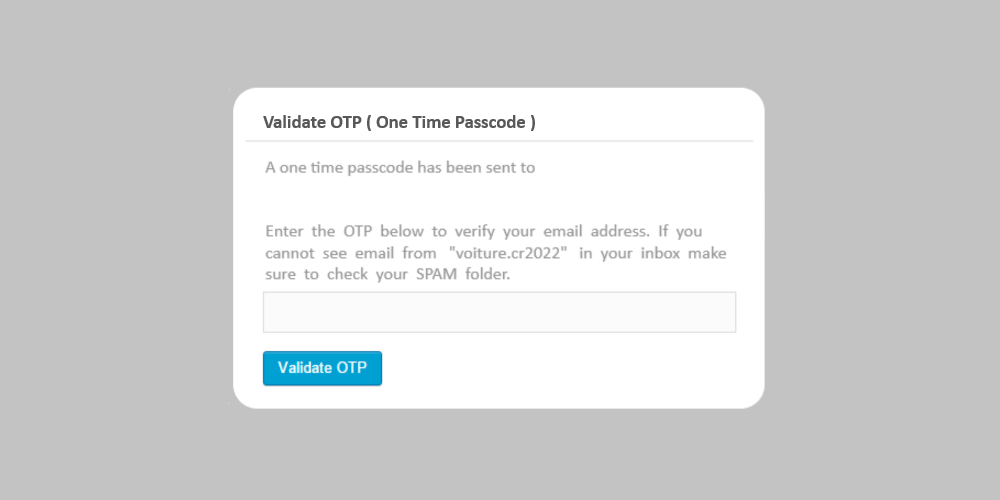 Validate OTP ( One Time Passcode )
A one time passcode has been sent to
Enter the OTP below to verify your email address. If you
cannot see email from "voiture.cr2022" in your inbox make
sure to check your SPAM folder.
Validate OTP